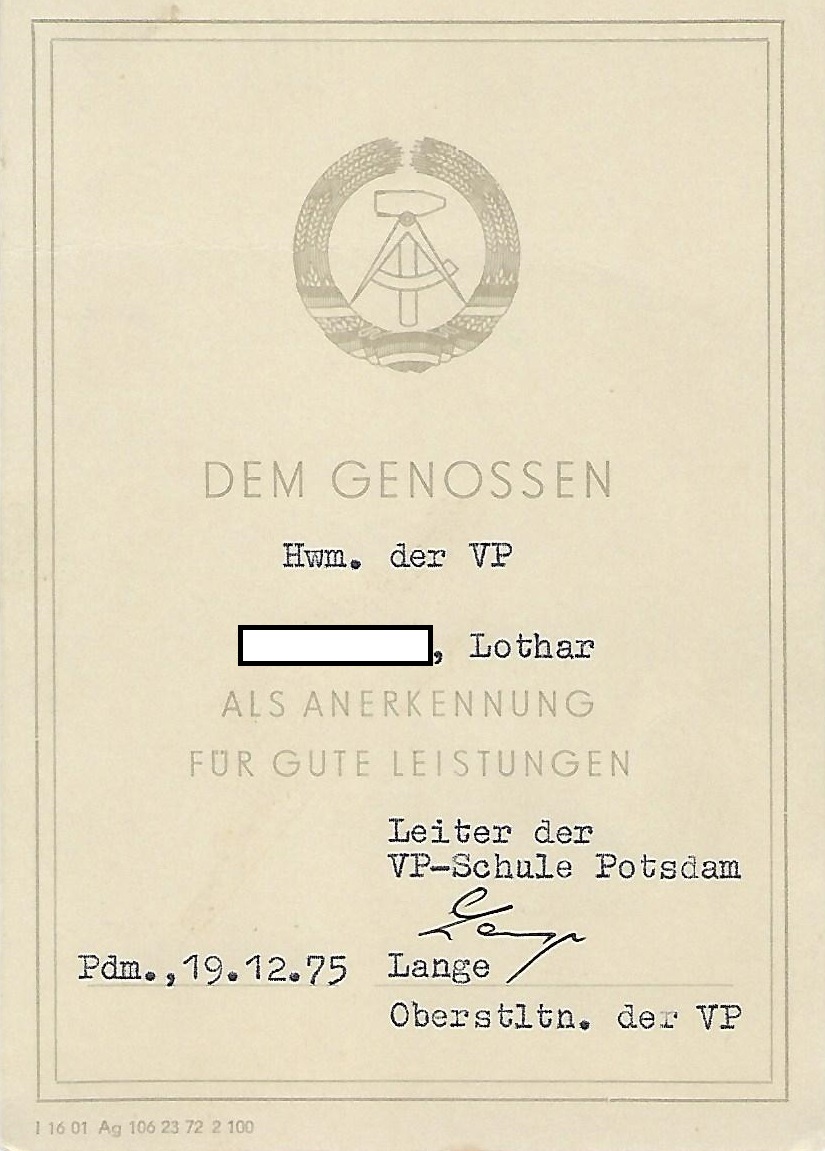 DEM GENOSSEN
Hwm. der VP
, Lothar
ALS ANERKENNUNG
FÜR GUTE LEISTUNGEN
Leiter der
VP-Schule Potsdam
Lange
Pdm.,19.12.75 Lange
Oberstltn. der VP
I 16 01 Ag 106 23 72 2 100